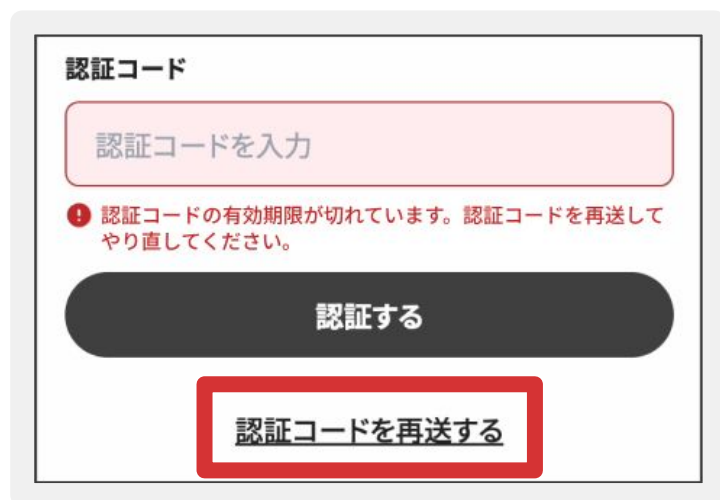 認証コード
認証コードを入力
認証コードの有効期限が切れています。認証コードを再送して
やり直してください。
認証する
認証コードを再送する